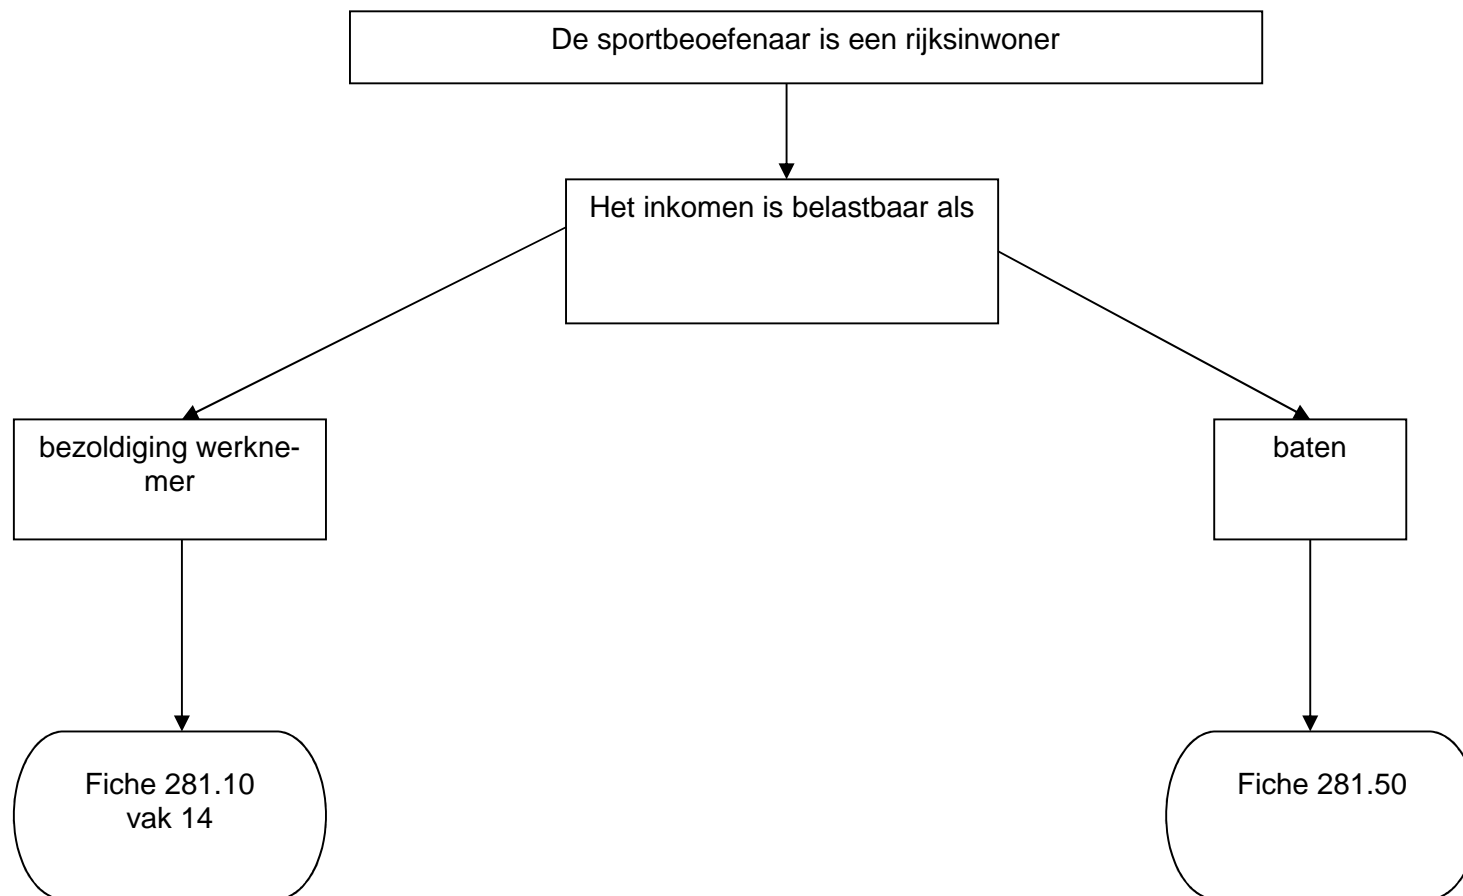 De sportbeoefenaar is een rijksinwoner
Het inkomen is belastbaar als
bezoldiging werkne-
mer
baten
Fiche 281.10
vak 14
Fiche 281.50